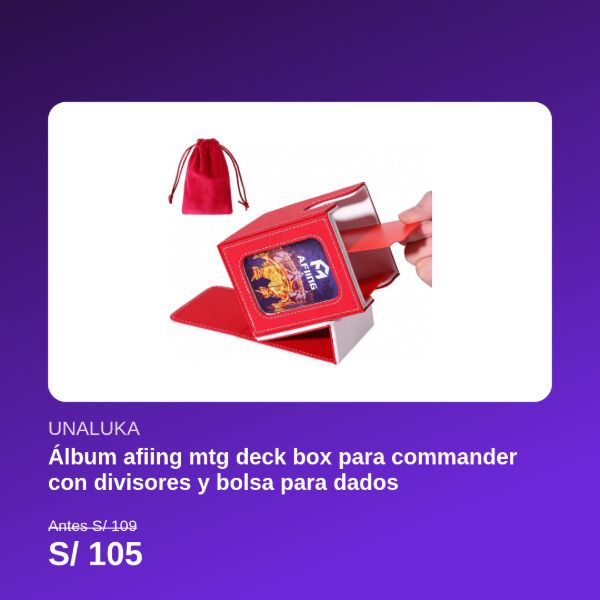 AFIING
UNALUKA
Álbum afiing mtg deck box para commander
con divisores y bolsa para dados
Antes S/ 109
S/ 105